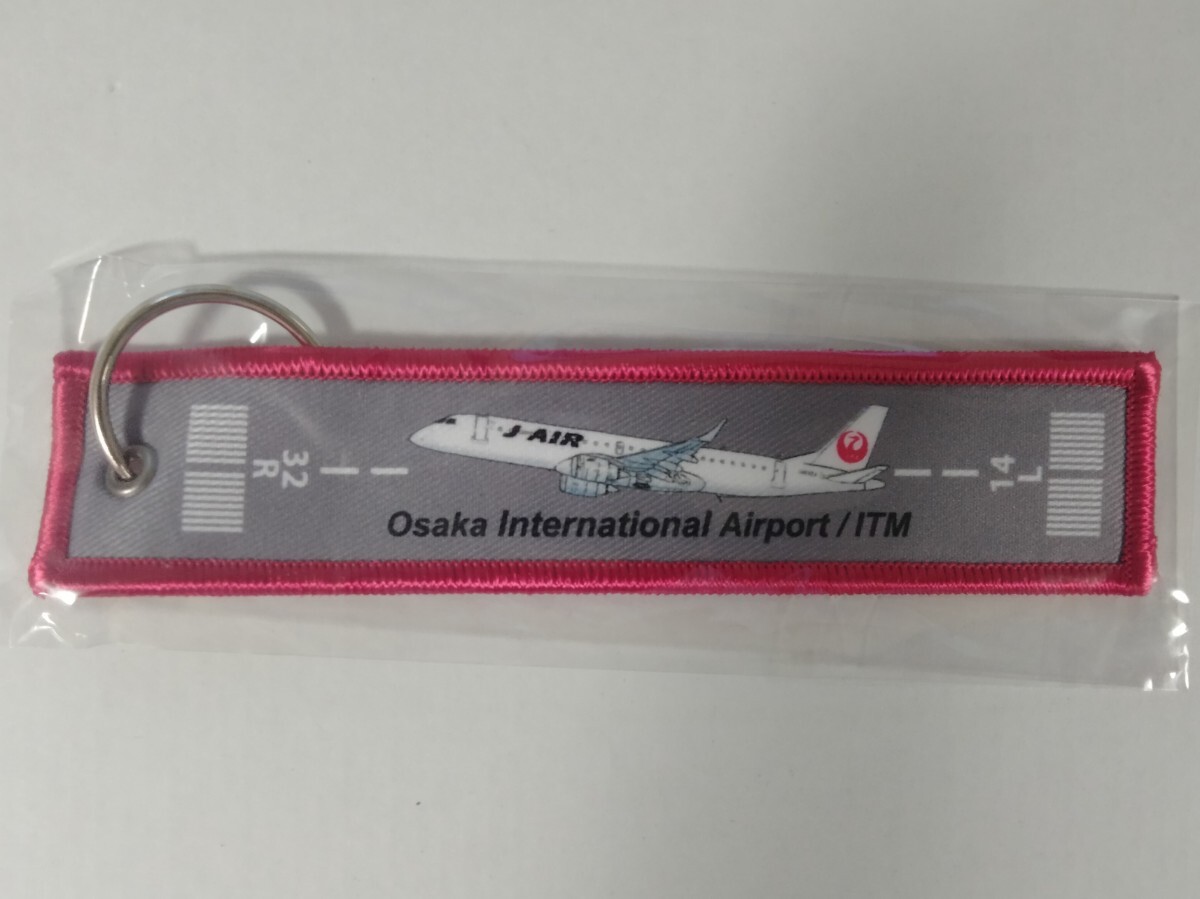 32
R
J-AIR
14
L
Osaka International Airport / ITM